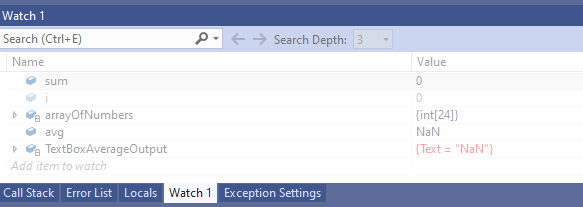 Watch 1
Search (Ctrl+E) Search Depth: 3
Name Value
sum 0
i 0
arrayOfNumbers {int[24]}
avg NaN
TextBoxAverageOutput {Text = "NaN"}
Add item to watch
Call Stack Error List Locals Watch 1 Exception Settings